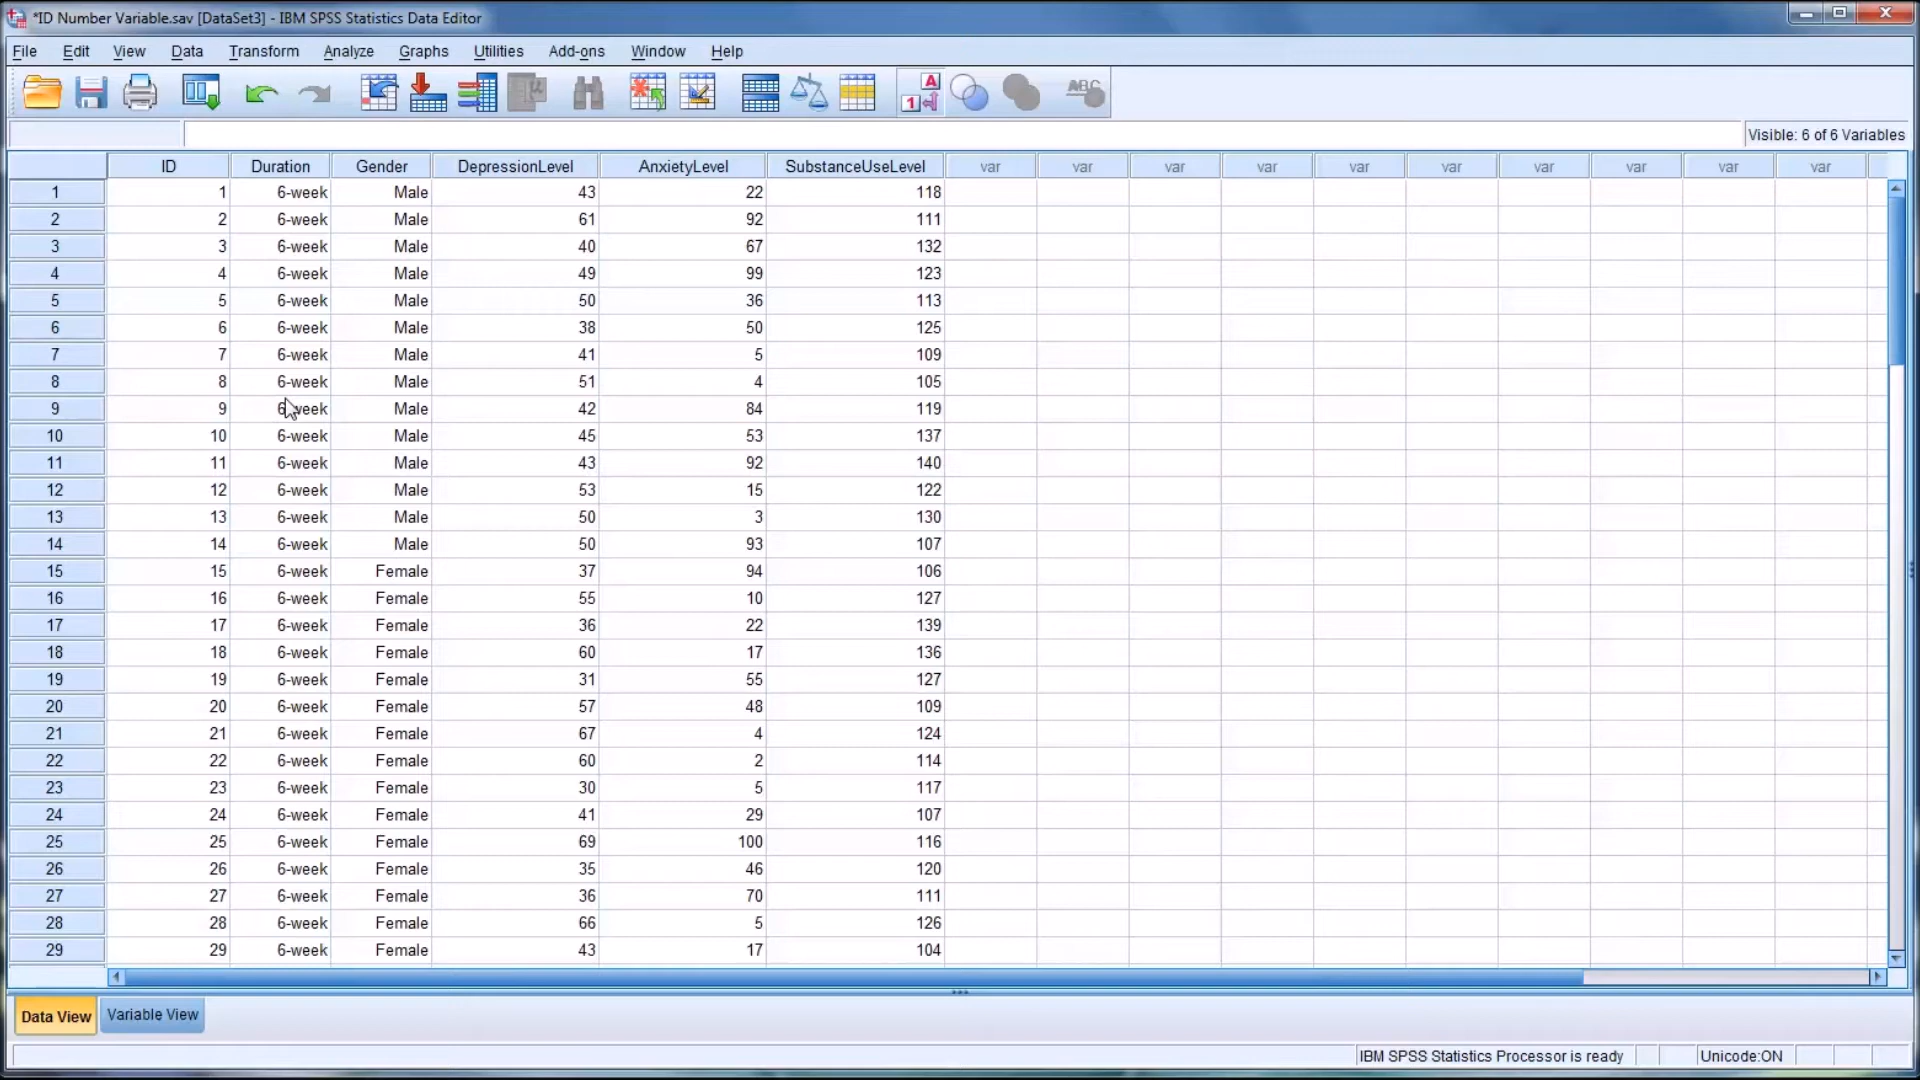 *ID Number Variable.sav [DataSet3] - IBM SPSS Statistics Data Editor
File Edit View Data Transform Analyze Graphs Utilities Add-ons Window Help
Visible: 6 of 6 Variables
ID Duration Gender DepressionLevel AnxietyLevel SubstanceUseLevel var var var var var var var var var var
1 1 6-week Male 43 22 118
2 2 6-week Male 61 92 111
3 3 6-week Male 40 67 132
4 4 6-week Male 49 99 123
5 5 6-week Male 50 36 113
6 6 6-week Male 38 50 125
7 7 6-week Male 41 5 109
8 8 6-week Male 51 4 105
9 9 6-week Male 42 84 119
10 10 6-week Male 45 53 137
11 11 6-week Male 43 92 140
12 12 6-week Male 53 15 122
13 13 6-week Male 50 3 130
14 14 6-week Male 50 93 107
15 15 6-week Female 37 94 106
16 16 6-week Female 55 10 127
17 17 6-week Female 36 22 139
18 18 6-week Female 60 17 136
19 19 6-week Female 31 55 127
20 20 6-week Female 57 48 109
21 21 6-week Female 67 4 124
22 22 6-week Female 60 2 114
23 23 6-week Female 30 5 117
24 24 6-week Female 41 29 107
25 25 6-week Female 69 100 116
26 26 6-week Female 35 46 120
27 27 6-week Female 36 70 111
28 28 6-week Female 66 5 126
29 29 6-week Female 43 17 104
Data View Variable View
IBM SPSS Statistics Processor is ready Unicode:ON